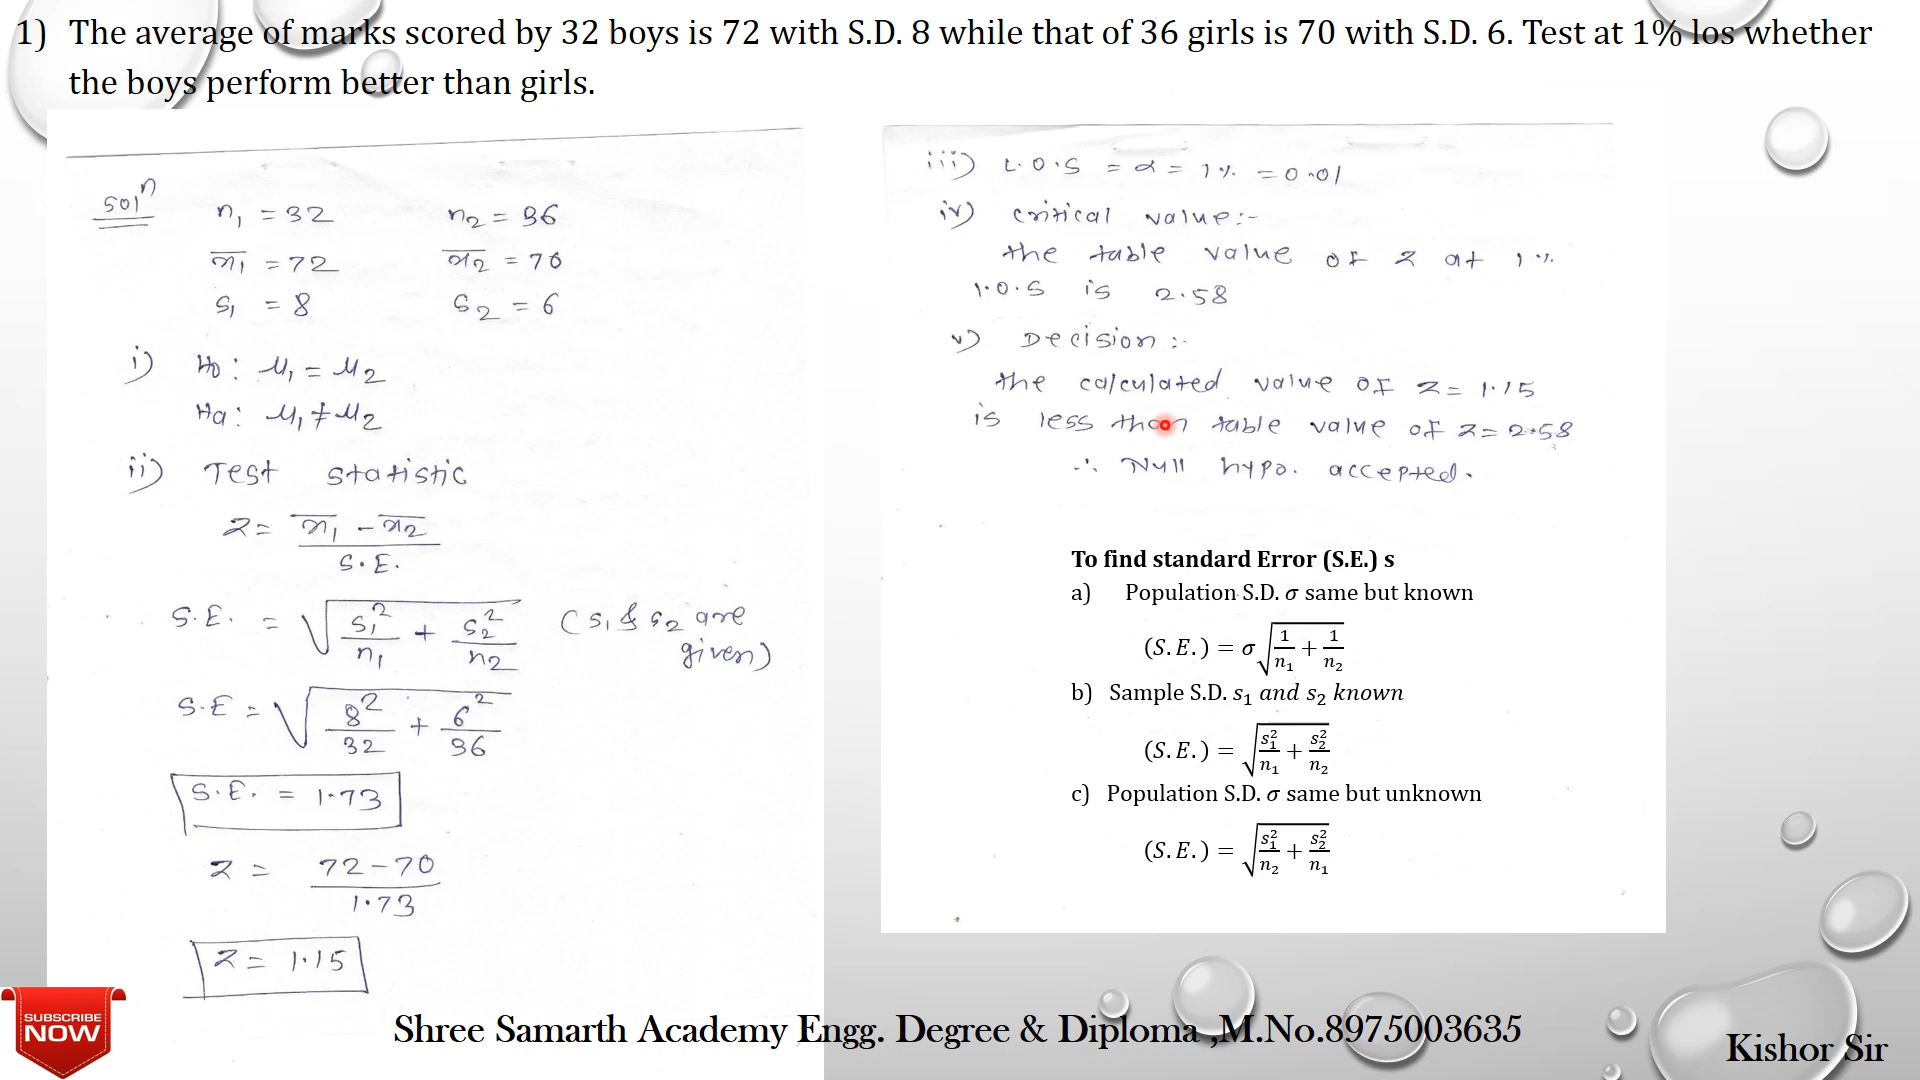 1) The average of marks scored by 32 boys is 72 with S.D. 8 while that of 36 girls is 70 with S.D. 6. Test at 1% los whether
the boys perform better than girls.
solⁿ
n₁ = 32 n₂ = 36
x̄₁ = 72 x̄₂ = 70
s₁ = 8 s₂ = 6
i) H₀ : μ₁ = μ₂
Ha : μ₁ ≠ μ₂
ii) Test statistic
z = (x̄₁ - x̄₂) / S.E.
S.E. = √(s₁²/n₁ + s₂²/n₂) (s₁ & s₂ are
given)
S.E = √(8²/32 + 6²/36)
S.E. = 1.73
z = (72-70) / 1.73
z = 1.15
iii) L.O.S = α = 1% = 0.01
iv) critical value :-
the table value of z at 1%
l.o.s is 2.58
v) Decision :-
the calculated value of z = 1.15
is less than table value of z = 2.58
∴ Null hypo. accepted.
To find standard Error (S.E.) s
a) Population S.D. σ same but known
(S.E.) = σ√(1/n₁ + 1/n₂)
b) Sample S.D. s₁ and s₂ known
(S.E.) = √(s₁²/n₁ + s₂²/n₂)
c) Population S.D. σ same but unknown
(S.E.) = √(s₁²/n₂ + s₂²/n₁)
SUBSCRIBE
NOW
Shree Samarth Academy Engg. Degree & Diploma ,M.No.8975003635
Kishor Sir